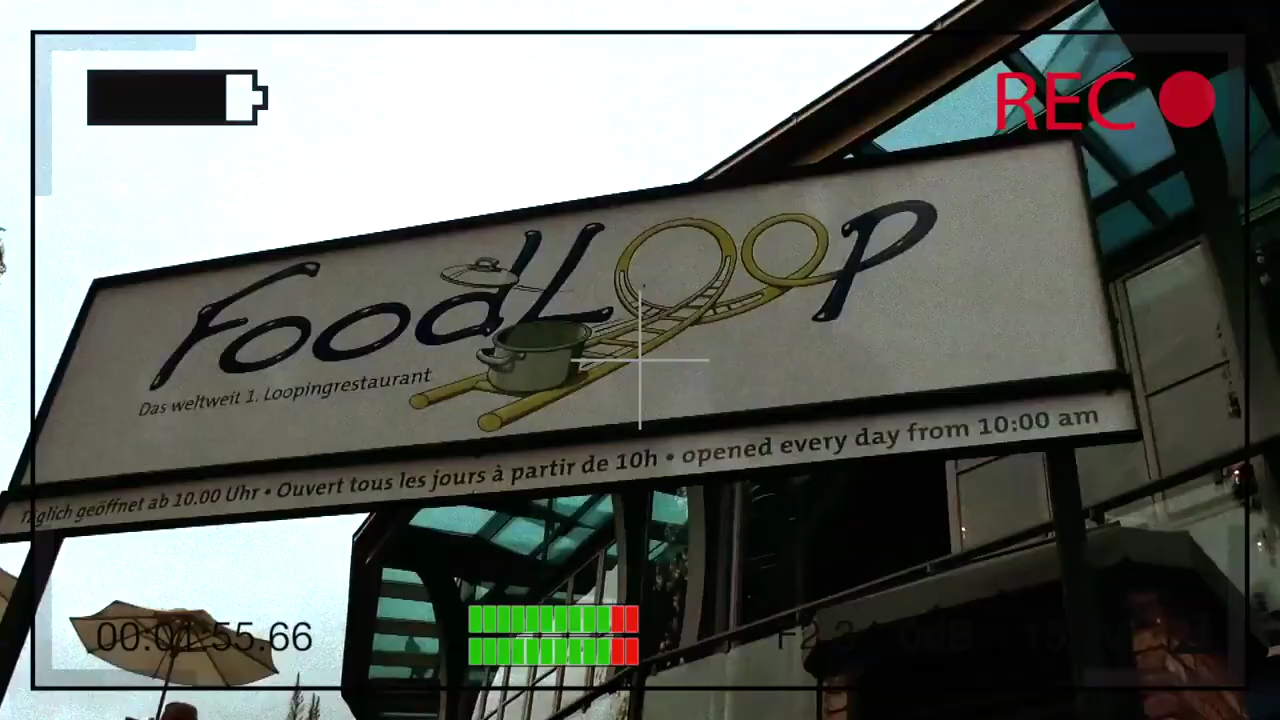 REC
FoodLoop
Das weltweit 1. Loopingrestaurant
Täglich geöffnet ab 10.00 Uhr • Ouvert tous les jours à partir de 10h • opened every day from 10:00 am
00:01:55.66